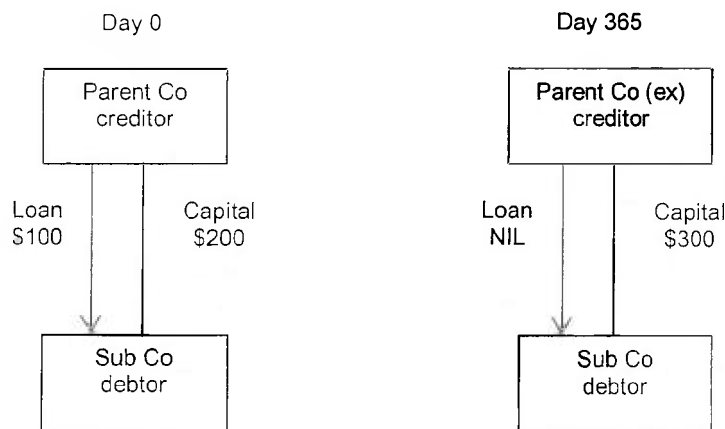 Day 0
Parent Co
creditor
Loan
$100
Capital
$200
Sub Co
debtor
Day 365
Parent Co (ex)
creditor
Loan
NIL
Capital
$300
Sub Co
debtor